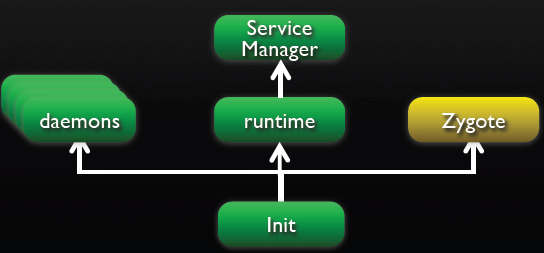 Service
Manager
daemons
runtime
Zygote
Init